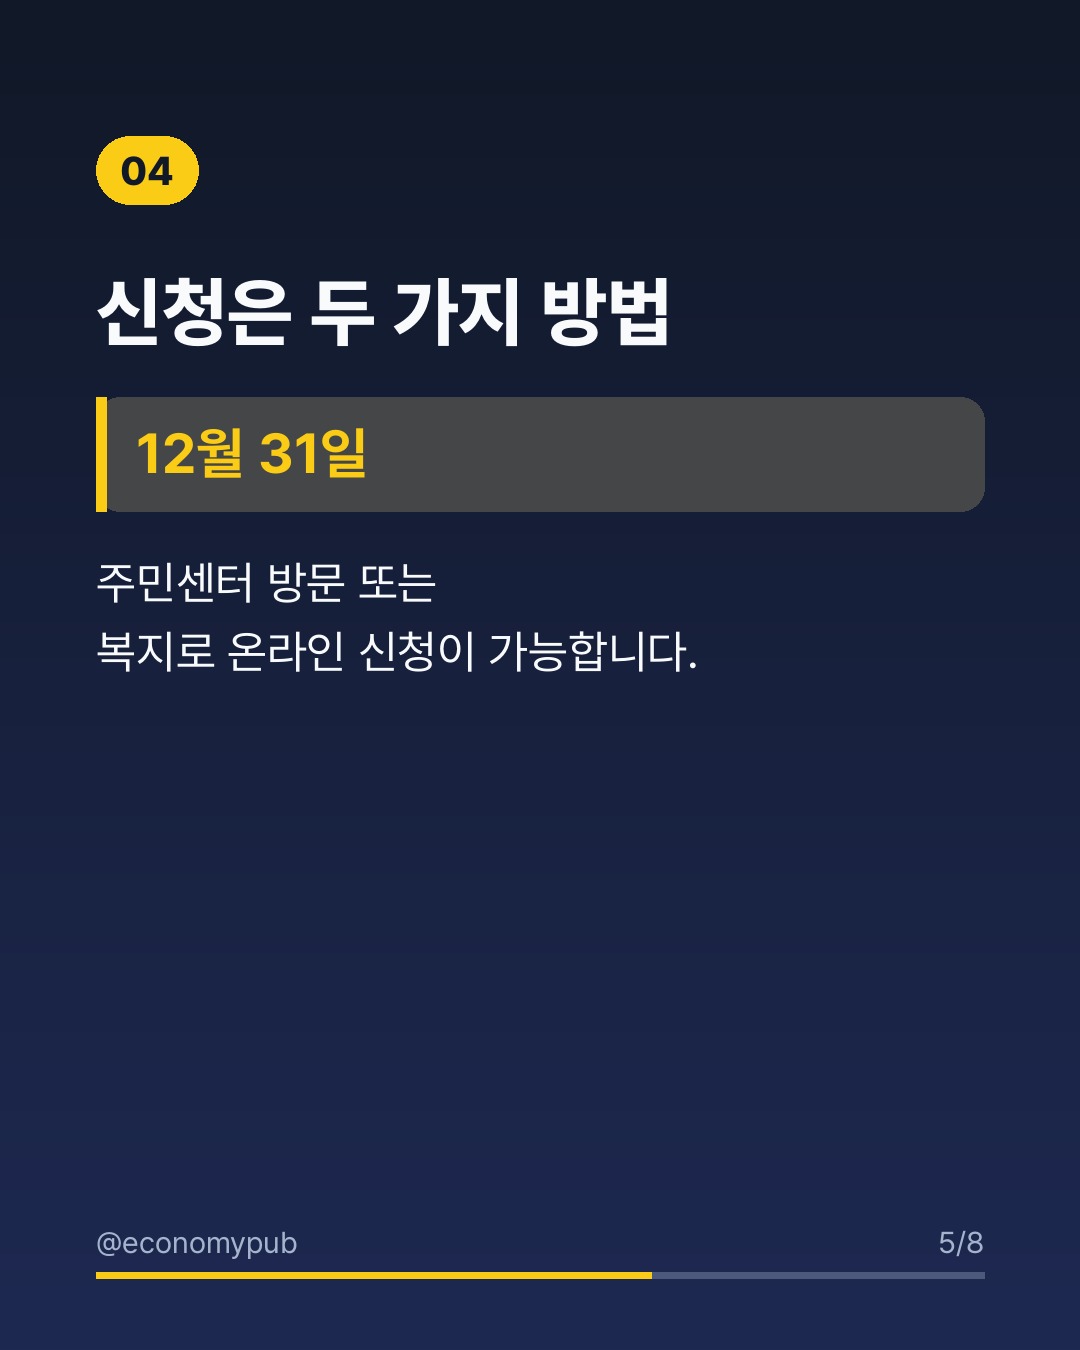 04
신청은 두 가지 방법
12월 31일
주민센터 방문 또는
복지로 온라인 신청이 가능합니다.
@economypub
5/8